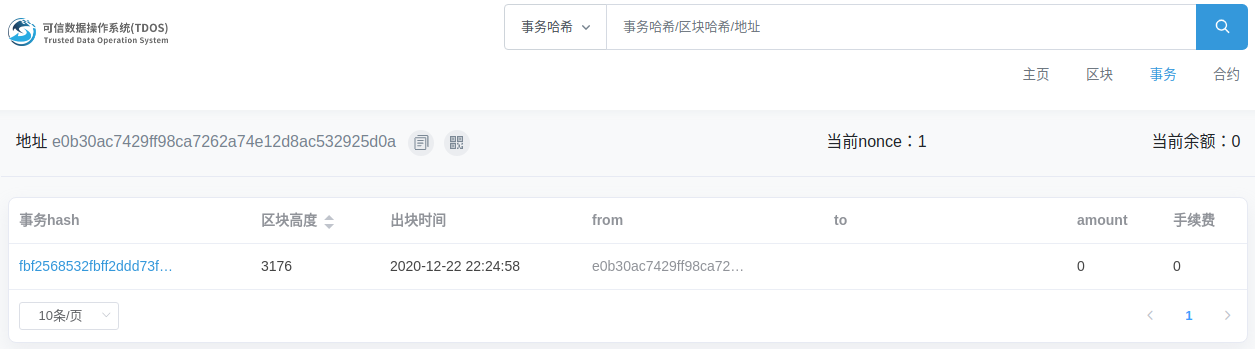 可信数据操作系统(TDOS)
Trusted Data Operation System
事务哈希 事务哈希/区块哈希/地址
主页 区块 事务 合约
地址 e0b30ac7429ff98ca7262a74e12d8ac532925d0a 当前nonce：1 当前余额：0
事务hash 区块高度 出块时间 from to amount 手续费
fbf2568532fbff2ddd73f... 3176 2020-12-22 22:24:58 e0b30ac7429ff98ca72... 0 0
10条/页 1